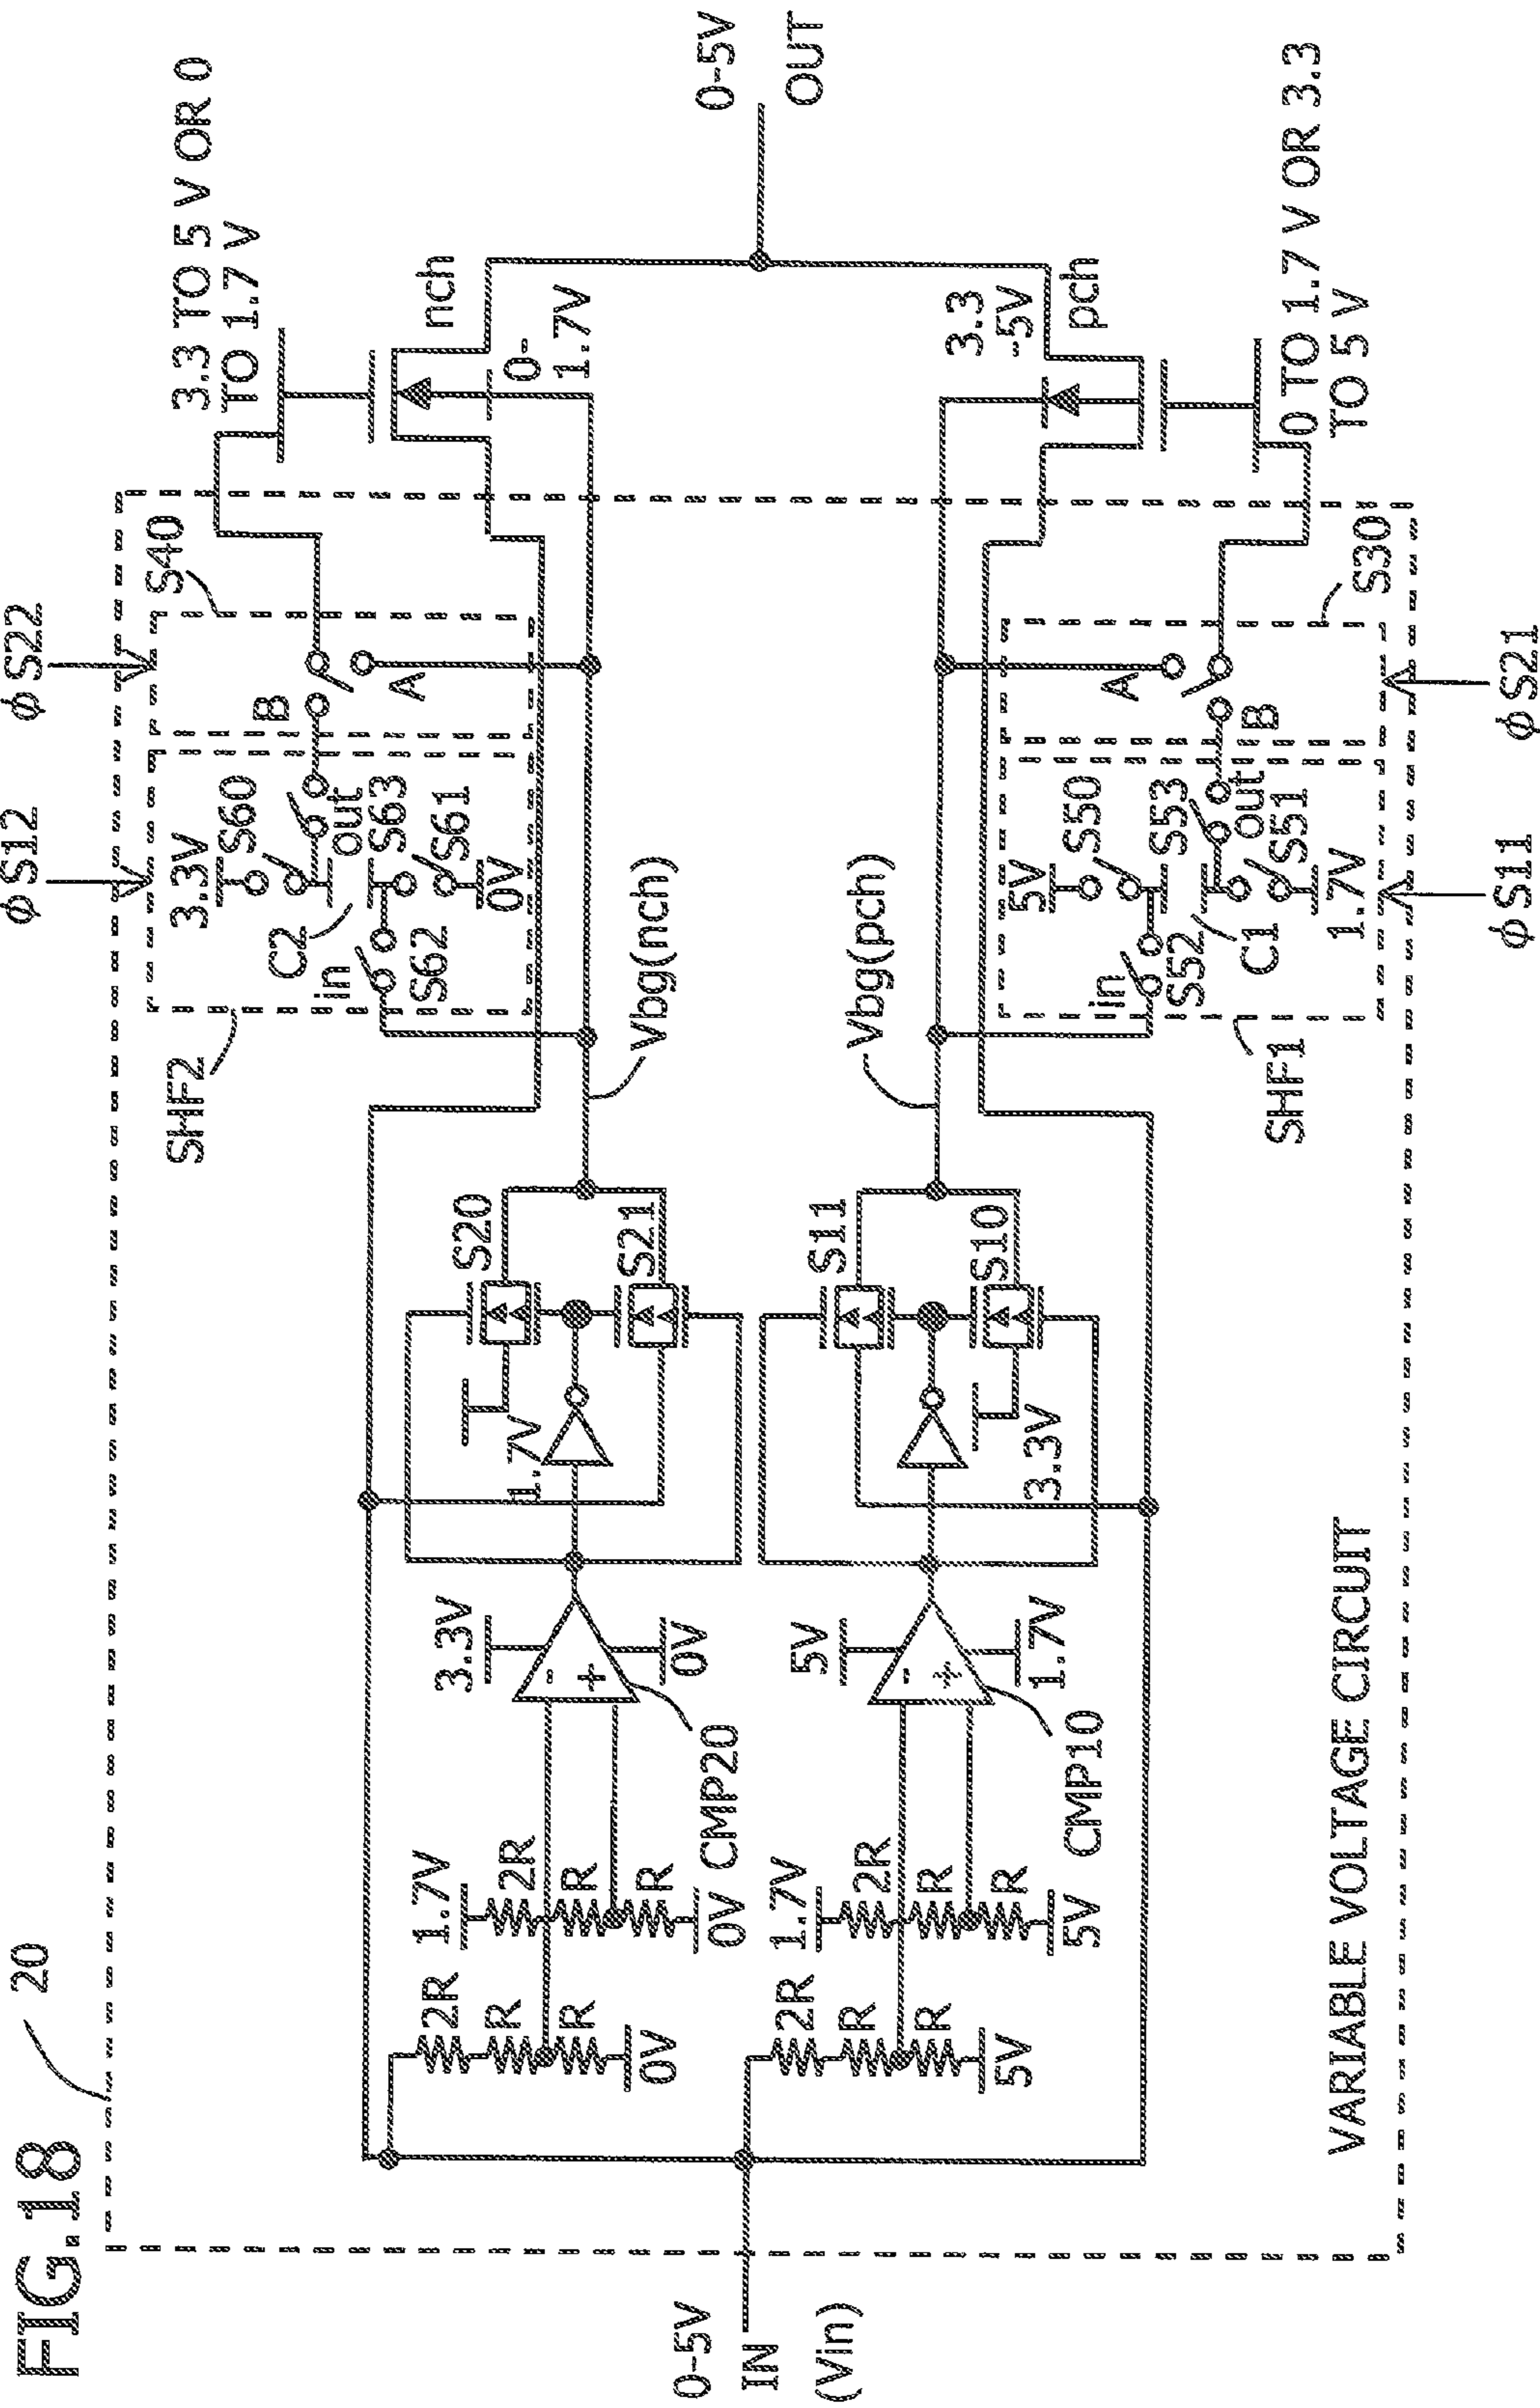 FIG.18
20
φS12
φS22
SHF2
S40
3.3 TO 5 V OR 0
TO 1.7 V
3.3V
S60
B
C2
out
A
in
S63
S62
S61
0V
nch
0-
1.7V
1.7V
2R
R
R
0V
2R
R
R
0V
CMP20
3.3V
-
+
0V
1.7V
S20
S21
Vbg(nch)
0-5V
IN
(Vin)
0-5V
OUT
2R
R
R
5V
1.7V
2R
R
R
5V
CMP10
5V
-
+
1.7V
3.3V
S11
S10
Vbg(pch)
3.3
-5V
pch
5V
S50
A
in
S53
S52
out
B
C1
S51
1.7V
SHF1
S30
0 TO 1.7 V OR 3.3
TO 5 V
VARIABLE VOLTAGE CIRCUIT
φS11
φS21